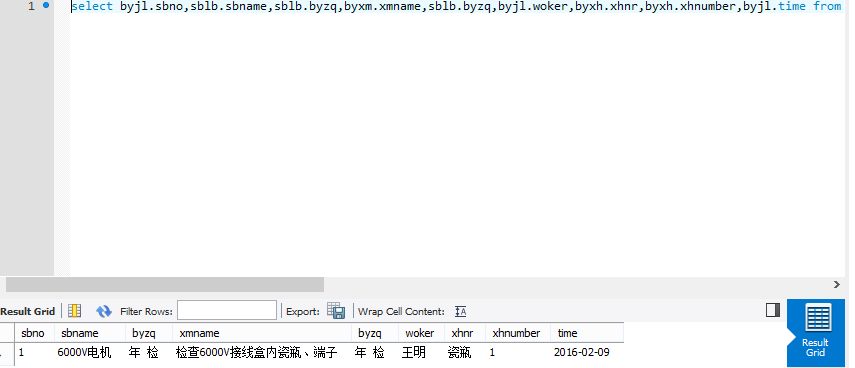 1 select byjl.sbno,sblb.sbname,sblb.byzq,byxm.xmname,sblb.byzq,byjl.woker,byxh.xhnr,byxh.xhnumber,byjl.time from
Result Grid Filter Rows: Export: Wrap Cell Content: IA
sbno sbname byzq xmname byzq woker xhnr xhnumber time
1 6000V电机 年 检 检查6000V接线盒内瓷瓶、端子 年 检 王明 瓷瓶 1 2016-02-09
Result
Grid